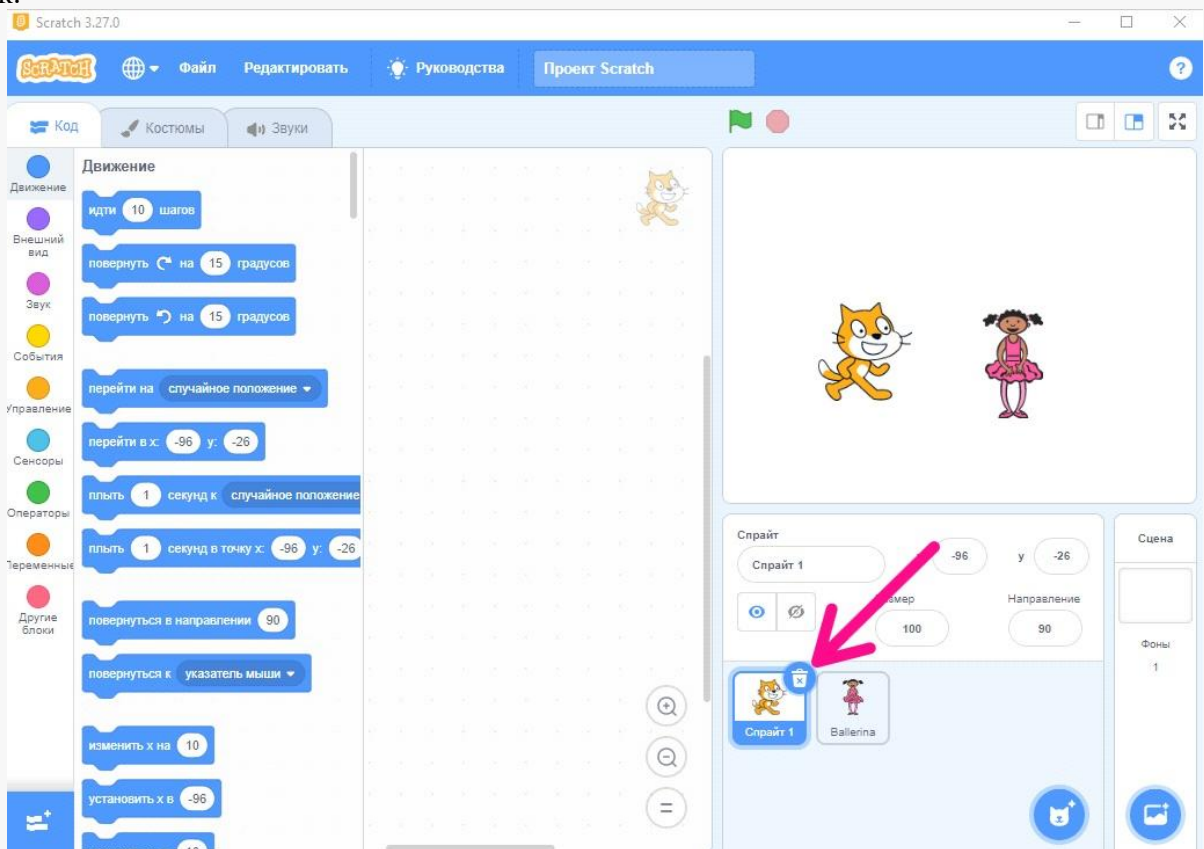 к.
Scratch 3.27.0
SCRATCH Файл Редактировать Руководства Проект Scratch ?
Код Костюмы Звуки
Движение
Внешний
вид
Звук
События
Управление
Сенсоры
Операторы
Переменные
Другие
блоки
Движение
идти 10 шагов
повернуть на 15 градусов
повернуть на 15 градусов
перейти на случайное положение
перейти в x: -96 y: -26
плыть 1 секунд к случайное положение
плыть 1 секунд в точку x: -96 y: -26
повернуться в направлении 90
повернуться к указатель мыши
изменить x на 10
установить x в -96
10
Спрайт
Спрайт 1 -96 y -26
Направление
100 90
Спрайт 1 Ballerina
Сцена
Фоны
1